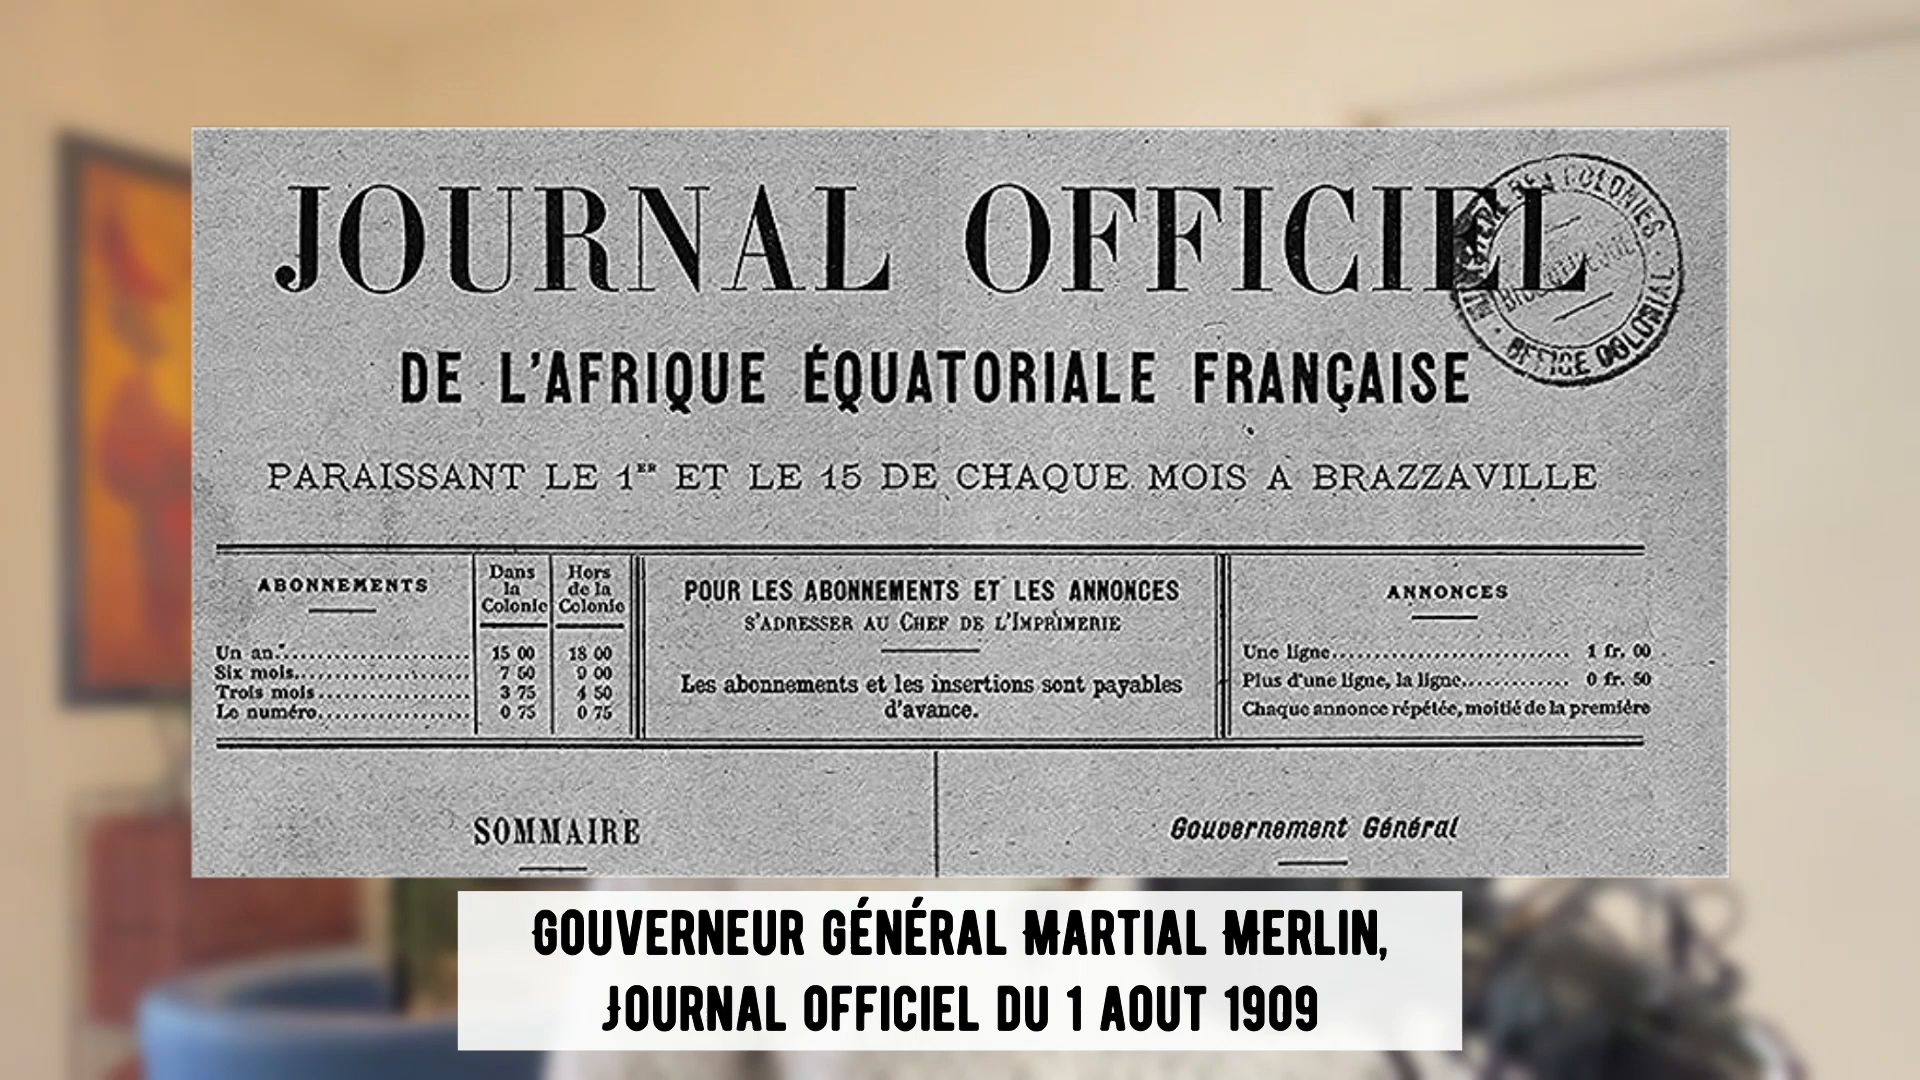 JOURNAL OFFICIEL
DE L'AFRIQUE ÉQUATORIALE FRANÇAISE
PARAISSANT LE 1ER ET LE 15 DE CHAQUE MOIS A BRAZZAVILLE
ABONNEMENTS
Dans la Colonie
Hors de la Colonie
Un an 15 00 18 00
Six mois 7 50 9 00
Trois mois 3 75 4 50
Le numéro 0 75 0 75
POUR LES ABONNEMENTS ET LES ANNONCES
S'ADRESSER AU CHEF DE L'IMPRIMERIE
Les abonnements et les insertions sont payables
d'avance.
ANNONCES
Une ligne 1 fr. 00
Plus d'une ligne, la ligne 0 fr. 50
Chaque annonce répétée, moitié de la première
COLONIES
OFFICE COLONIAL
SOMMAIRE
Gouvernement Général
GOUVERNEUR GÉNÉRAL MARTIAL MERLIN,
JOURNAL OFFICIEL DU 1 AOUT 1909